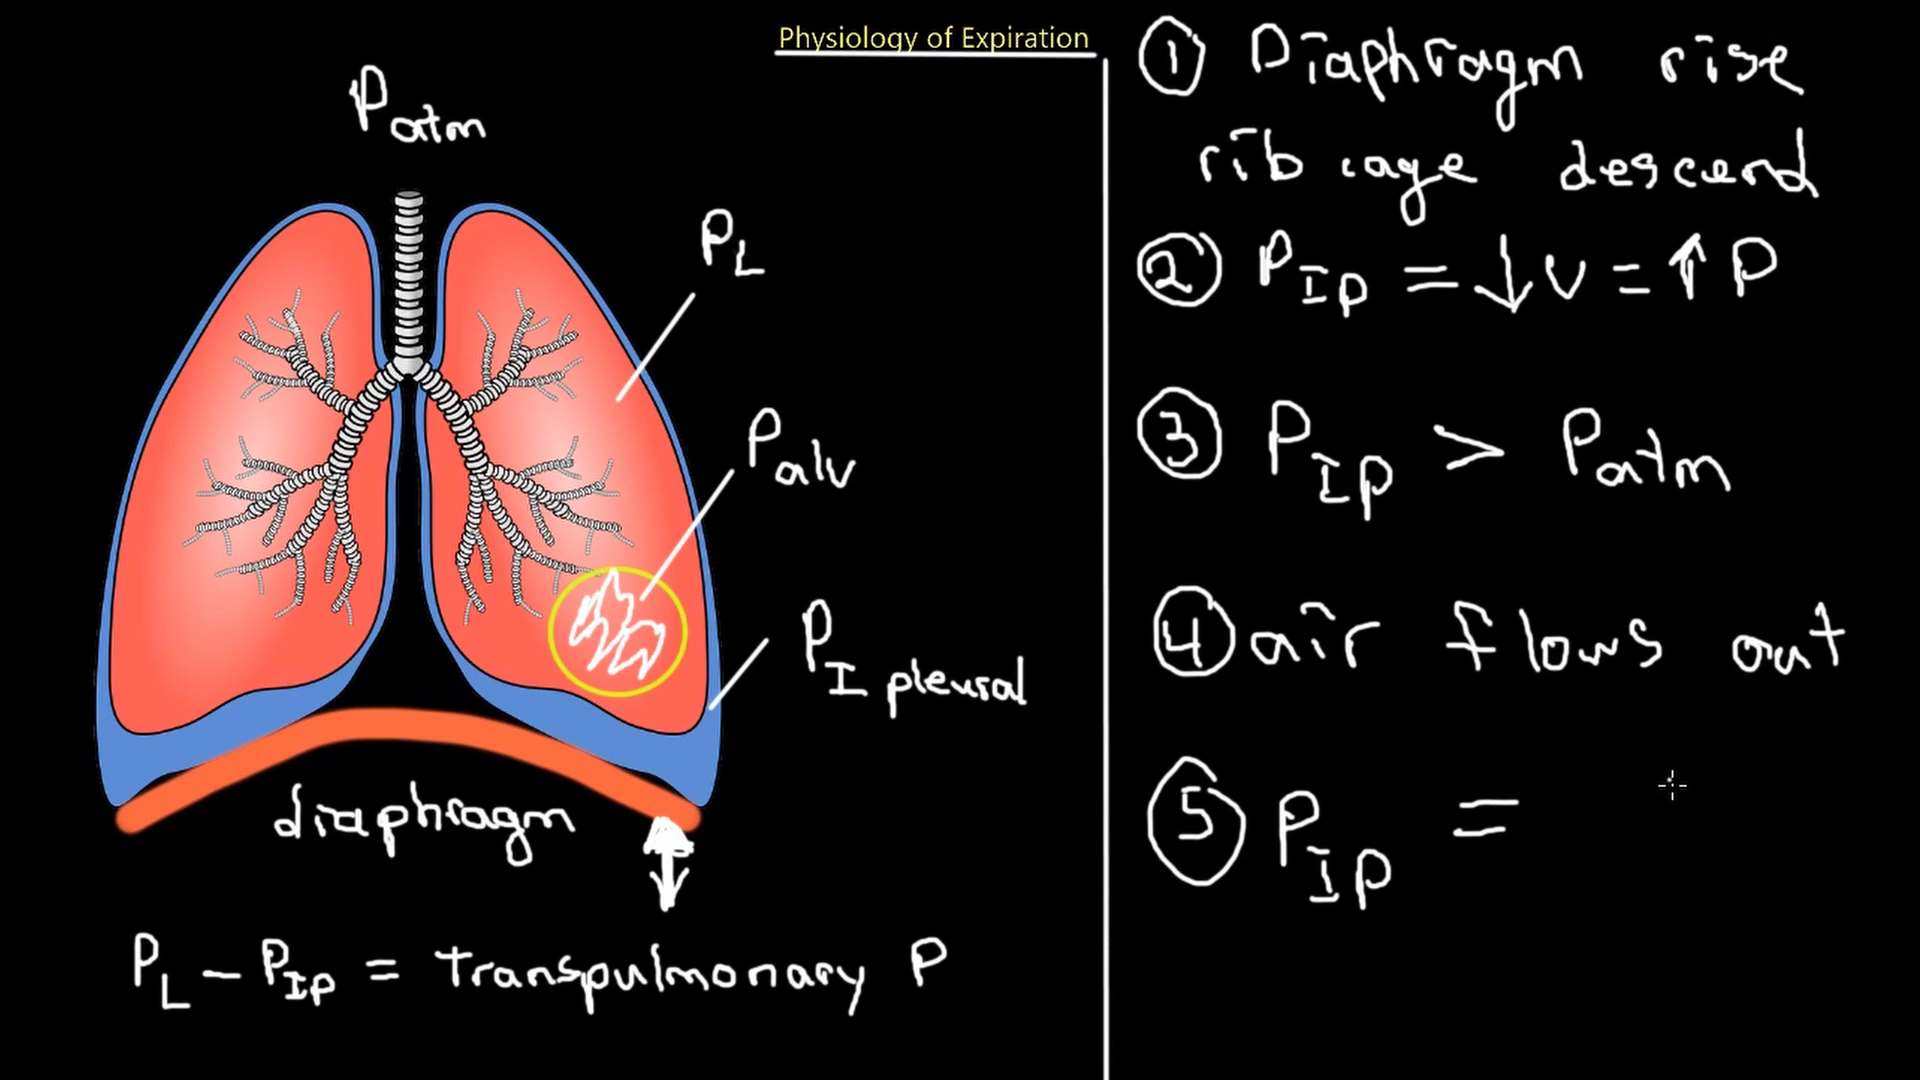 Physiology of Expiration
Patm
PL
Palv
PI pleural
diaphragm
PL - PIP = Transpulmonary P
① Diaphragm rise
rib cage descend
② PIP = ↓ V = ↑ P
③ PIP > Patm
④ air flows out
⑤ PIP =